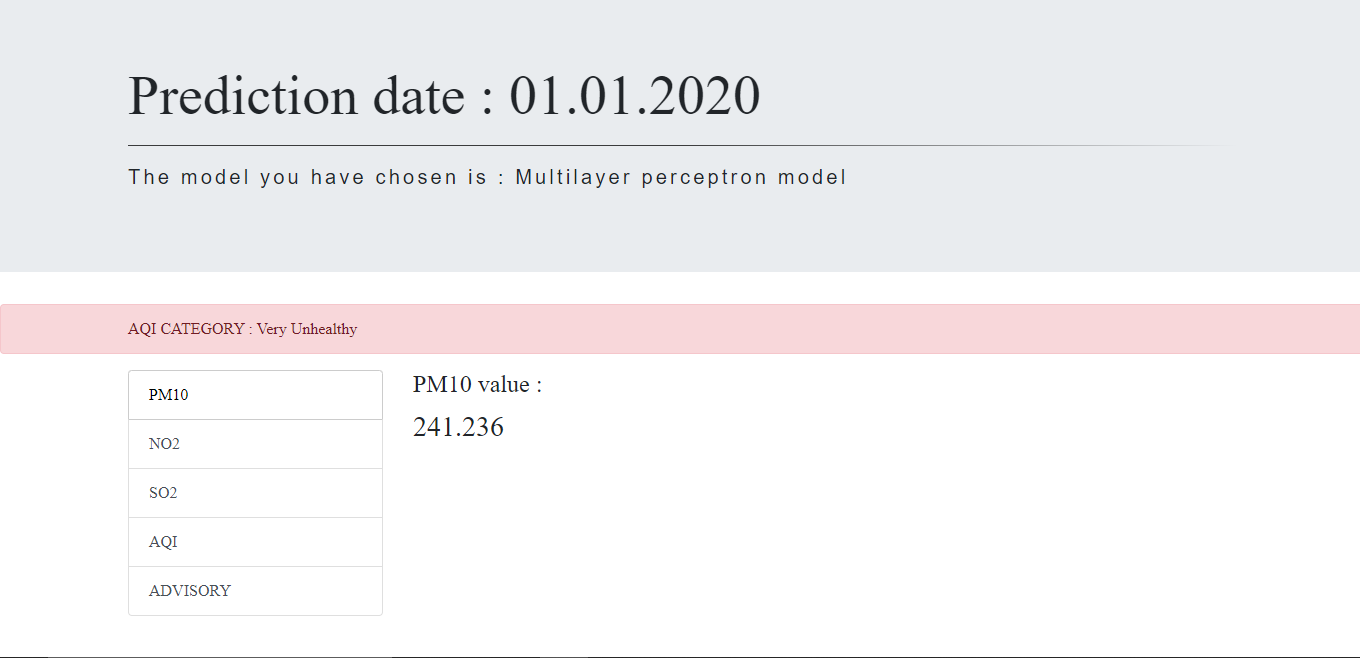 Prediction date : 01.01.2020
The model you have chosen is : Multilayer perceptron model
AQI CATEGORY : Very Unhealthy
PM10
NO2
SO2
AQI
ADVISORY
PM10 value :
241.236